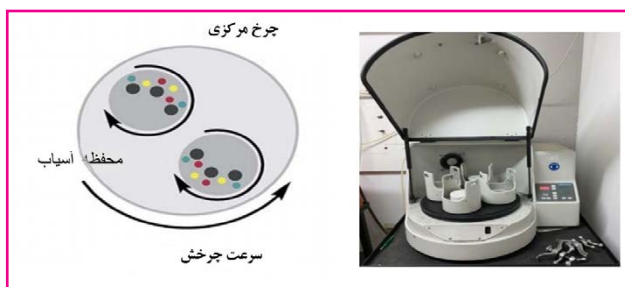 چرخ مرکزی
محفظه آسیاب
سرعت چرخش